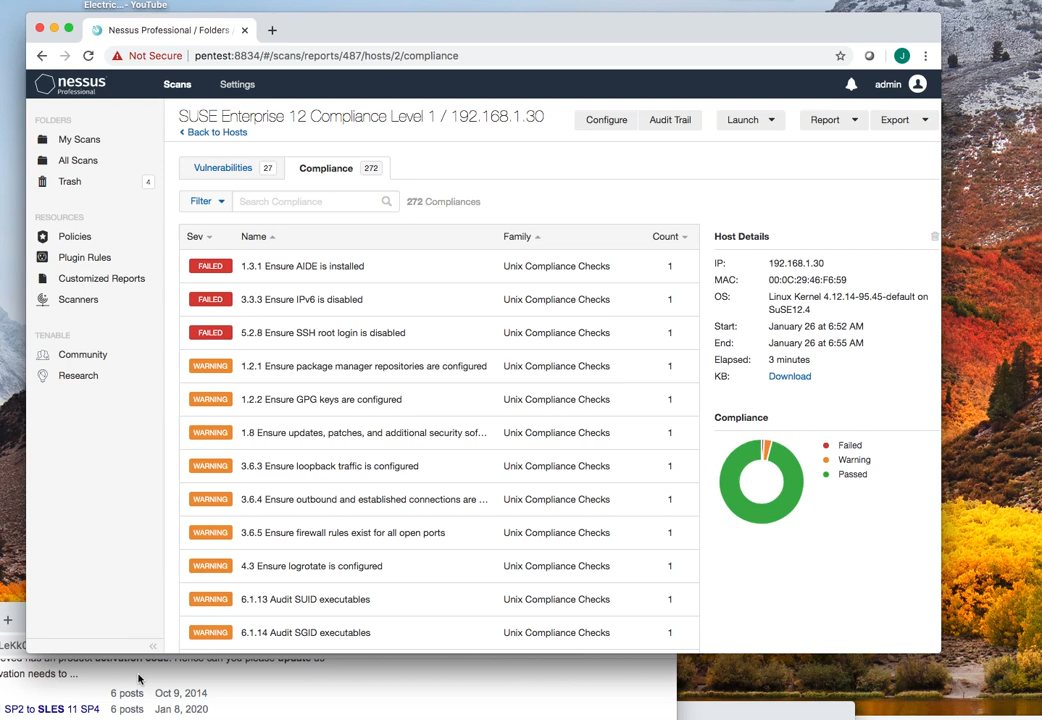 Electric...- YouTube
Nessus Professional / Folders /
Not Secure pentest:8834/#/scans/reports/487/hosts/2/compliance
J
nessus Professional
Scans Settings
admin
FOLDERS
My Scans
All Scans
Trash 4
RESOURCES
Policies
Plugin Rules
Customized Reports
Scanners
TENABLE
Community
Research
SUSE Enterprise 12 Compliance Level 1 / 192.168.1.30
Back to Hosts
Configure Audit Trail Launch Report Export
Vulnerabilities 27 Compliance 272
Filter Search Compliance 272 Compliances
Sev Name Family Count
FAILED 1.3.1 Ensure AIDE is installed Unix Compliance Checks 1
FAILED 3.3.3 Ensure IPv6 is disabled Unix Compliance Checks 1
FAILED 5.2.8 Ensure SSH root login is disabled Unix Compliance Checks 1
WARNING 1.2.1 Ensure package manager repositories are configured Unix Compliance Checks 1
WARNING 1.2.2 Ensure GPG keys are configured Unix Compliance Checks 1
WARNING 1.8 Ensure updates, patches, and additional security sof... Unix Compliance Checks 1
WARNING 3.6.3 Ensure loopback traffic is configured Unix Compliance Checks 1
WARNING 3.6.4 Ensure outbound and established connections are ... Unix Compliance Checks 1
WARNING 3.6.5 Ensure firewall rules exist for all open ports Unix Compliance Checks 1
WARNING 4.3 Ensure logrotate is configured Unix Compliance Checks 1
WARNING 6.1.13 Audit SUID executables Unix Compliance Checks 1
WARNING 6.1.14 Audit SGID executables Unix Compliance Checks 1
Host Details
IP: 192.168.1.30
MAC: 00:0C:29:46:F6:59
OS: Linux Kernel 4.12.14-95.45-default on
SuSE12.4
Start: January 26 at 6:52 AM
End: January 26 at 6:55 AM
Elapsed: 3 minutes
KB: Download
Compliance
Failed
Warning
Passed
vation needs to ...
6 posts Oct 9, 2014
SP2 to SLES 11 SP4 6 posts Jan 8, 2020